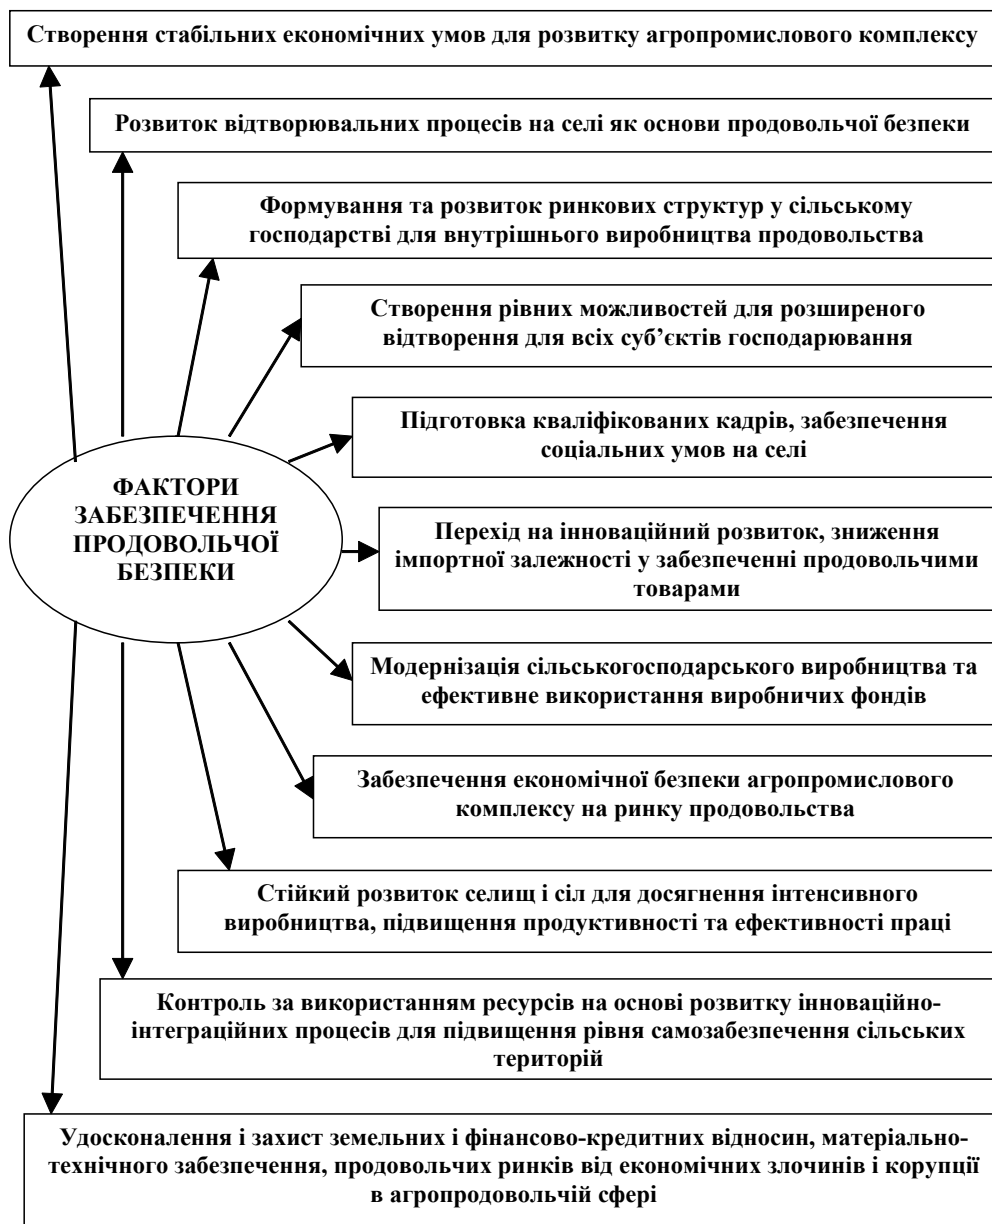 Створення стабільних економічних умов для розвитку агропромислового комплексу
Розвиток відтворювальних процесів на селі як основи продовольчої безпеки
Формування та розвиток ринкових структур у сільському
господарстві для внутрішнього виробництва продовольства
Створення рівних можливостей для розширеного
відтворення для всіх суб’єктів господарювання
Підготовка кваліфікованих кадрів, забезпечення
соціальних умов на селі
ФАКТОРИ
ЗАБЕЗПЕЧЕННЯ
ПРОДОВОЛЬЧОЇ
БЕЗПЕКИ
Перехід на інноваційний розвиток, зниження
імпортної залежності у забезпеченні продовольчими
товарами
Модернізація сільськогосподарського виробництва та
ефективне використання виробничих фондів
Забезпечення економічної безпеки агропромислового
комплексу на ринку продовольства
Стійкий розвиток селищ і сіл для досягнення інтенсивного
виробництва, підвищення продуктивності та ефективності праці
Контроль за використанням ресурсів на основі розвитку інноваційно-
інтеграційних процесів для підвищення рівня самозабезпечення сільських
територій
Удосконалення і захист земельних і фінансово-кредитних відносин, матеріально-
технічного забезпечення, продовольчих ринків від економічних злочинів і корупції
в агропродовольчій сфері